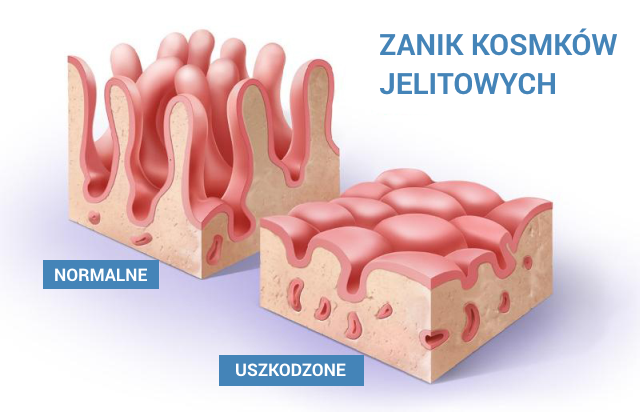 ZANIK KOSMKÓW
JELITOWYCH
NORMALNE
USZKODZONE